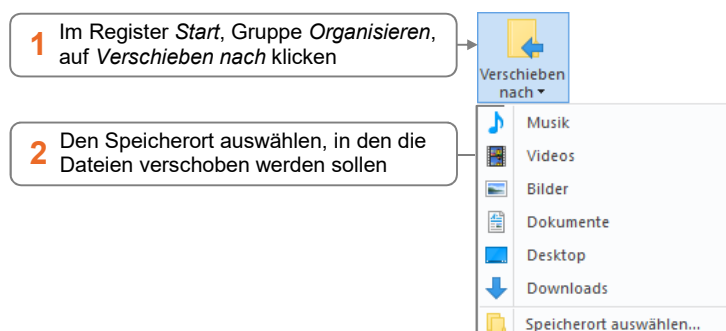 1 Im Register Start, Gruppe Organisieren,
auf Verschieben nach klicken
Verschieben
nach
2 Den Speicherort auswählen, in den die
Dateien verschoben werden sollen
Musik
Videos
Bilder
Dokumente
Desktop
Downloads
Speicherort auswählen...